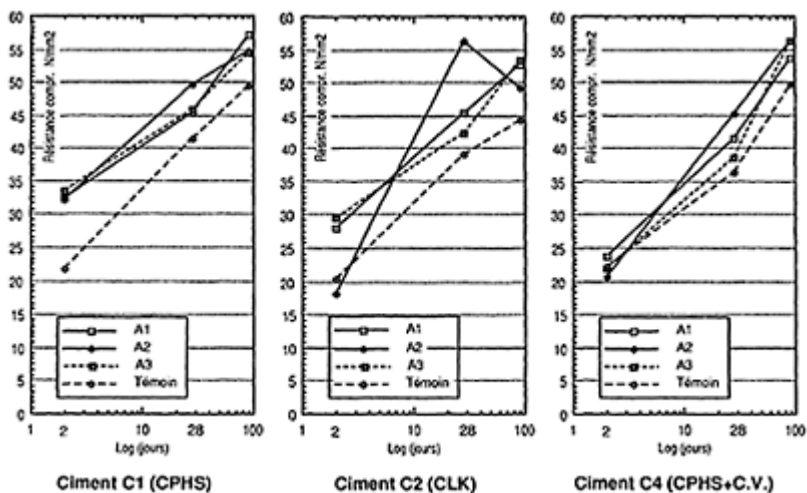 60
55
50
45
40
35
30
25
20
15
10
5
0
Résistance compr. N/mm2
A1
A2
A3
Témoin
1 2 10 28 100
Log (jours)
Ciment C1 (CPHS)
60
55
50
45
40
35
30
25
20
15
10
5
0
Résistance compr. N/mm2
A1
A2
A3
Témoin
1 2 10 28 100
Log (jours)
Ciment C2 (CLK)
60
55
50
45
40
35
30
25
20
15
10
5
0
Résistance compr. N/mm2
A1
A2
A3
Témoin
1 2 10 28 100
Log (jours)
Ciment C4 (CPHS+C.V.)